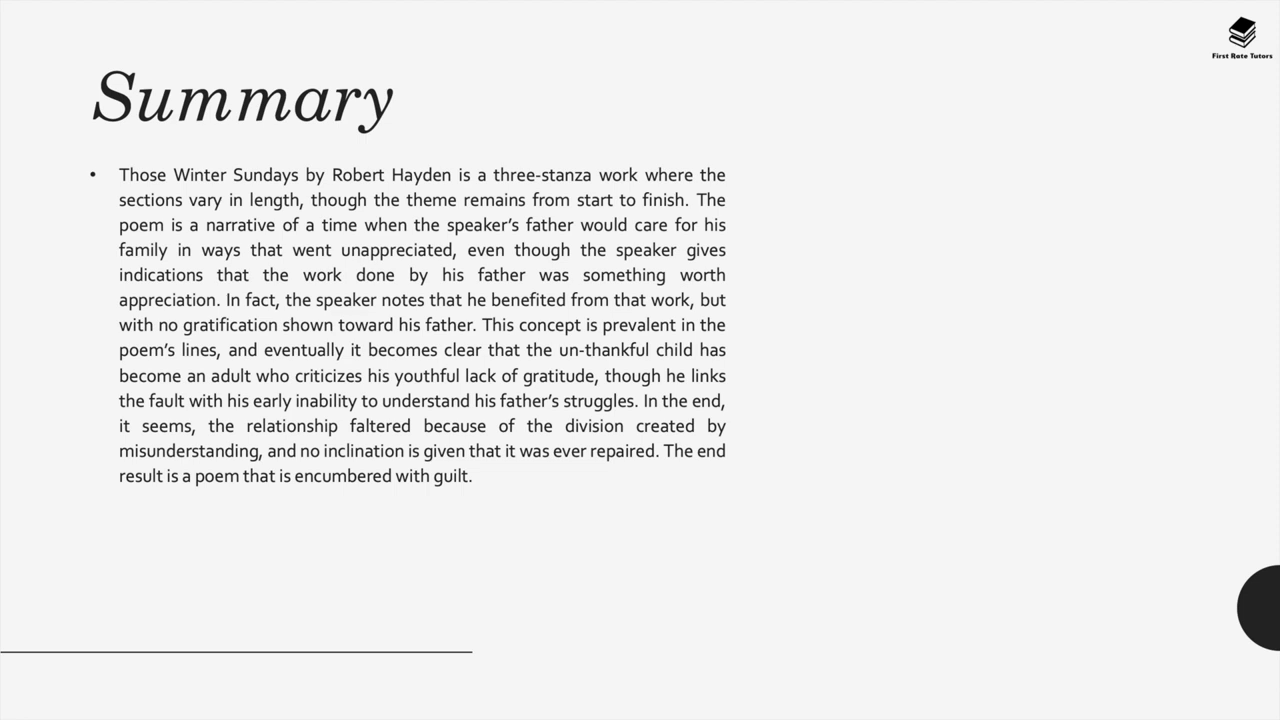 First Rate Tutors
Summary
• Those Winter Sundays by Robert Hayden is a three-stanza work where the
sections vary in length, though the theme remains from start to finish. The
poem is a narrative of a time when the speaker’s father would care for his
family in ways that went unappreciated, even though the speaker gives
indications that the work done by his father was something worth
appreciation. In fact, the speaker notes that he benefited from that work, but
with no gratification shown toward his father. This concept is prevalent in the
poem’s lines, and eventually it becomes clear that the un-thankful child has
become an adult who criticizes his youthful lack of gratitude, though he links
the fault with his early inability to understand his father’s struggles. In the end,
it seems, the relationship faltered because of the division created by
misunderstanding, and no inclination is given that it was ever repaired. The end
result is a poem that is encumbered with guilt.